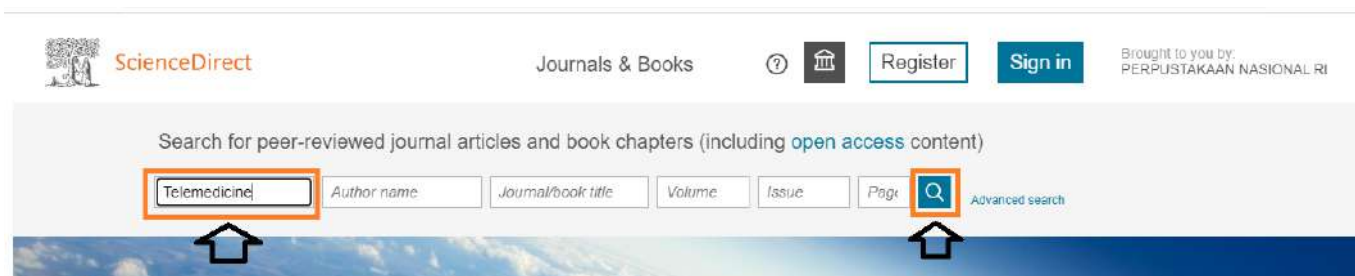 ScienceDirect
Journals & Books
?
Register
Sign in
Brought to you by:
PERPUSTAKAAN NASIONAL RI
Search for peer-reviewed journal articles and book chapters (including open access content)
Telemedicine
Author name
Journal/book title
Volume
Issue
Page
Advanced search